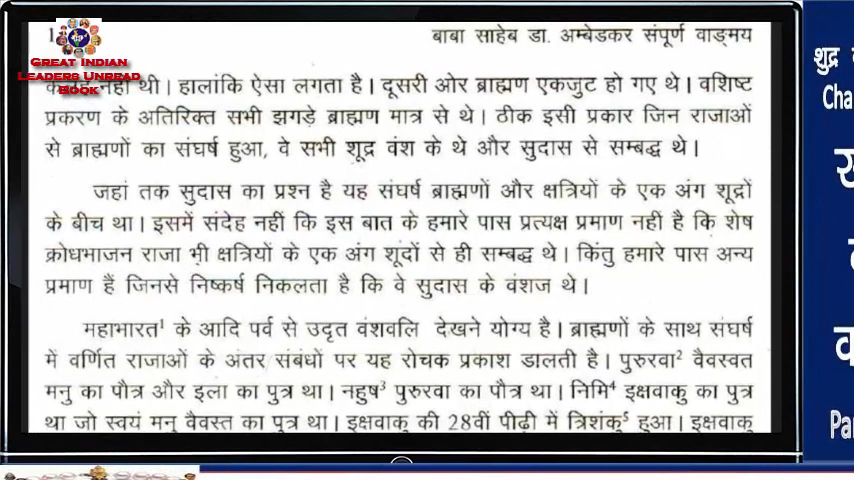 बाबा साहेब डा. अम्बेडकर संपूर्ण वाङ्मय
Great Indian
Leaders Unread
Book
नहीं थी। हालांकि ऐसा लगता है। दूसरी ओर ब्राह्मण एकजुट हो गए थे। वशिष्ट
प्रकरण के अतिरिक्त सभी झगड़े ब्राह्मण मात्र से थे। ठीक इसी प्रकार जिन राजाओं
से ब्राह्मणों का संघर्ष हुआ, वे सभी शूद्र वंश के थे और सुदास से सम्बद्ध थे।
जहां तक सुदास का प्रश्न है यह संघर्ष ब्राह्मणों और क्षत्रियों के एक अंग शूद्रों
के बीच था। इसमें संदेह नहीं कि इस बात के हमारे पास प्रत्यक्ष प्रमाण नहीं है कि शेष
क्रोधभाजन राजा भी क्षत्रियों के एक अंग शूद्रों से ही सम्बद्ध थे। किंतु हमारे पास अन्य
प्रमाण हैं जिनसे निष्कर्ष निकलता है कि वे सुदास के वंशज थे।
महाभारत¹ के आदि पर्व से उदृत वंशवलि देखने योग्य है। ब्राह्मणों के साथ संघर्ष
में वर्णित राजाओं के अंतर संबंधों पर यह रोचक प्रकाश डालती है। पुरुरवा² वैवस्वत
मनु का पौत्र और इला का पुत्र था। नहुष³ पुरुरवा का पौत्र था। निमि⁴ इक्षवाकु का पुत्र
था जो स्वयं मनु वैवस्त का पुत्र था। इक्षवाकु की 28वीं पीढ़ी में त्रिशंकु⁵ हुआ। इक्षवाकु
शुद्र
Cha
Par